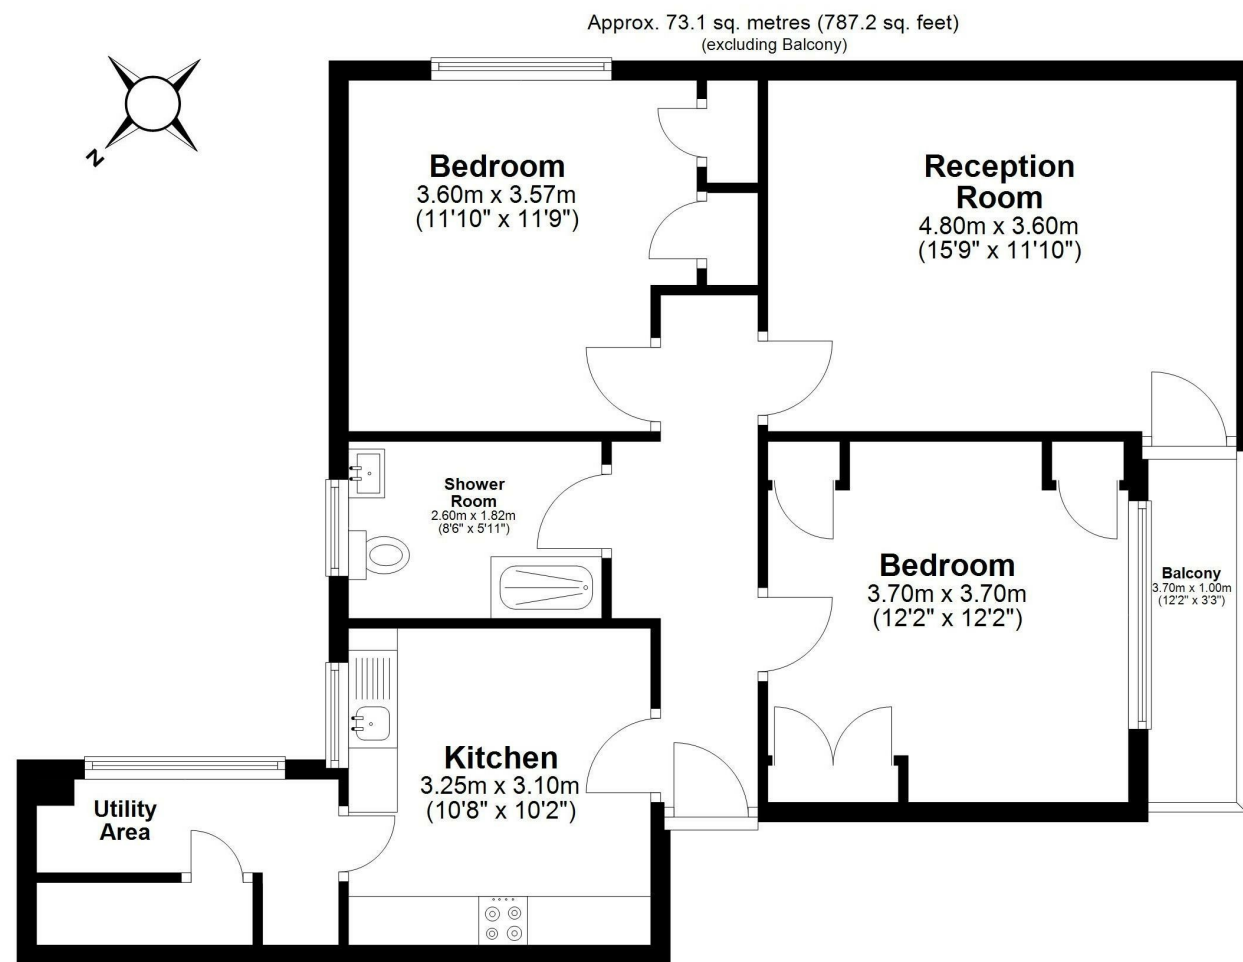 Approx. 73.1 sq. metres (787.2 sq. feet)
(excluding Balcony)
N
Bedroom
3.60m x 3.57m
(11'10" x 11'9")
Reception
Room
4.80m x 3.60m
(15'9" x 11'10")
Shower
Room
2.60m x 1.82m
(8'6" x 5'11")
Bedroom
3.70m x 3.70m
(12'2" x 12'2")
Balcony
3.70m x 1.00m
(12'2" x 3'3")
Kitchen
3.25m x 3.10m
(10'8" x 10'2")
Utility
Area